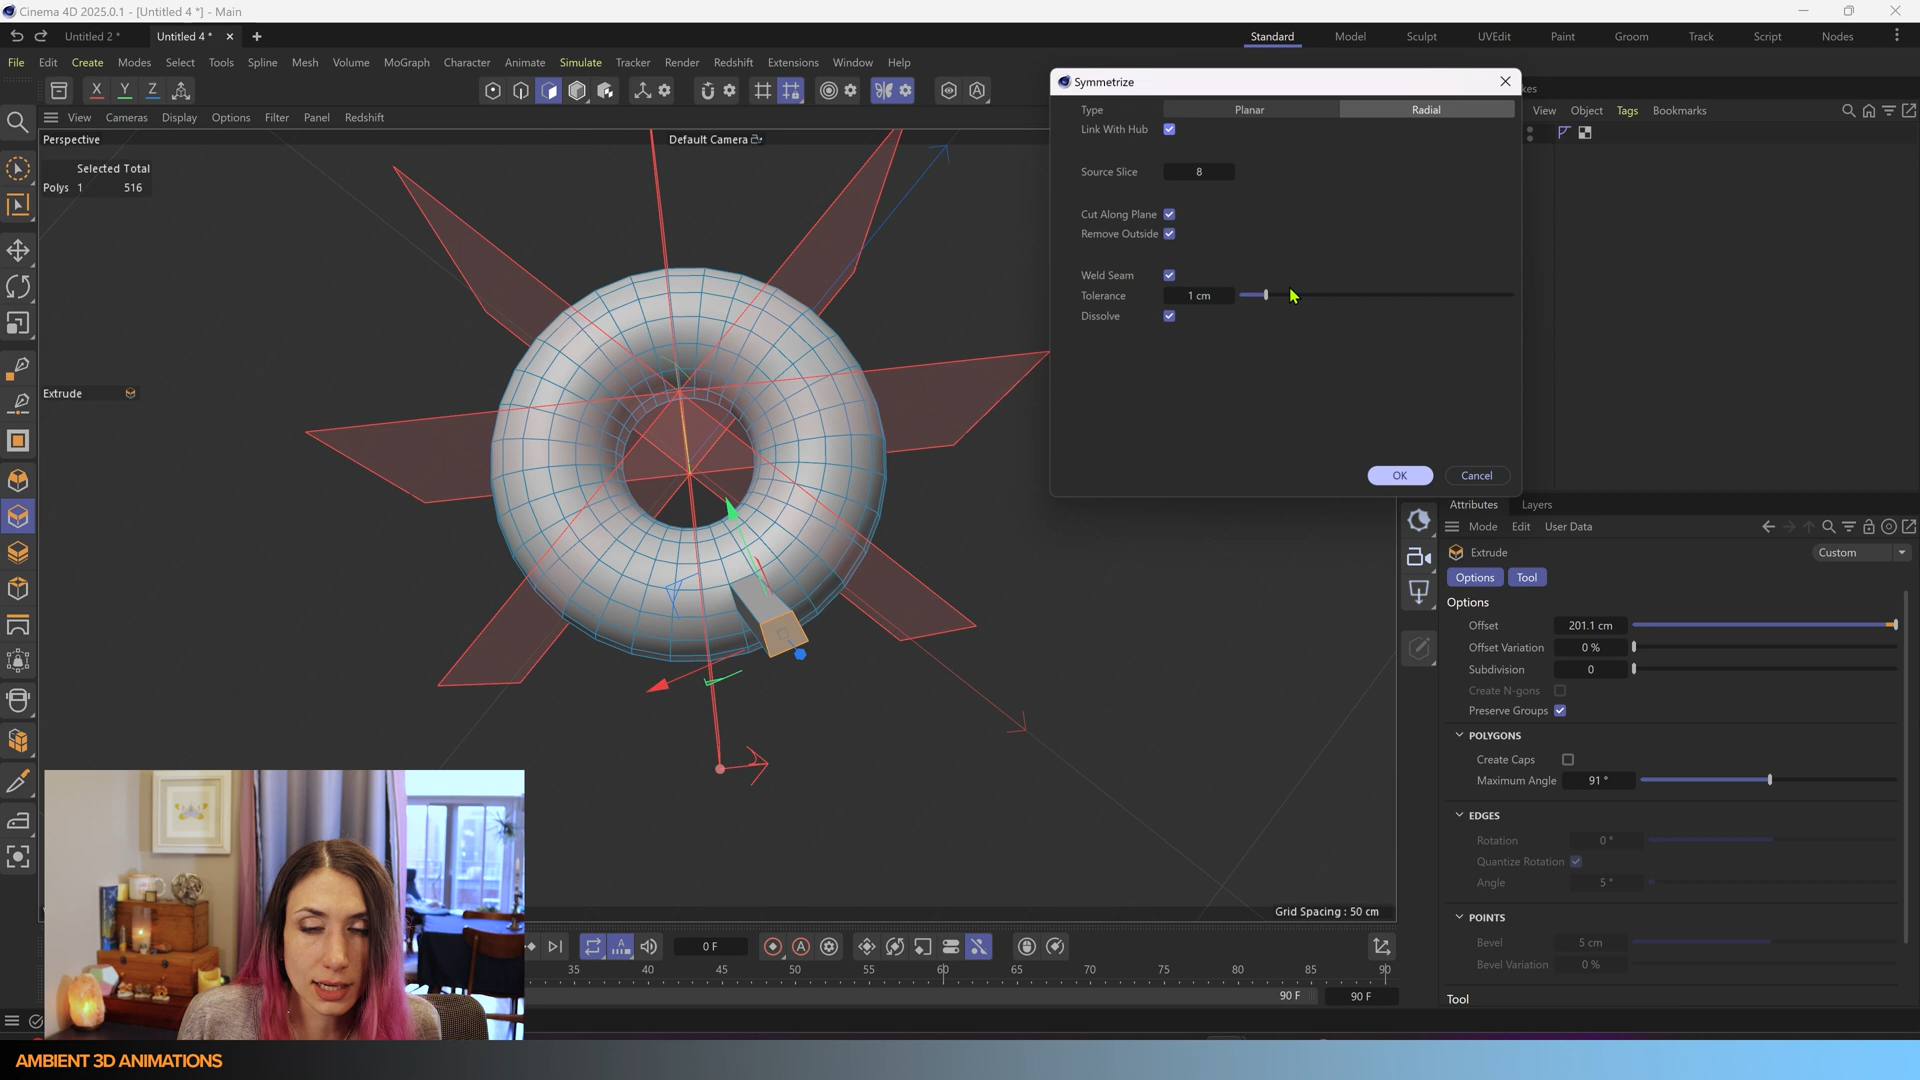 Cinema 4D 2025.0.1 - [Untitled 4 *] - Main
Untitled 2 *
Untitled 4 *
Standard
Model
Sculpt
UVEdit
Paint
Groom
Track
Script
Nodes
File Edit Create Modes Select Tools Spline Mesh Volume MoGraph Character Animate Simulate Tracker Render Redshift Extensions Window Help
X Y Z
View Cameras Display Options Filter Panel Redshift
Perspective
Default Camera
Selected Total
Polys 1 516
Extrude
Symmetrize
Type Planar Radial
Link With Hub
Source Slice 8
Cut Along Plane
Remove Outside
Weld Seam
Tolerance 1 cm
Dissolve
OK Cancel
View Object Tags Bookmarks
Attributes Layers
Mode Edit User Data
Extrude Custom
Options Tool
Options
Offset 201.1 cm
Offset Variation 0 %
Subdivision 0
Create N-gons
Preserve Groups
POLYGONS
Create Caps
Maximum Angle 91 °
EDGES
Rotation 0 °
Quantize Rotation
Angle 5 °
POINTS
Bevel 5 cm
Bevel Variation 0 %
Tool
Grid Spacing : 50 cm
0 F
35 40 45 50 55 60 65 70 75 80 85 90
90 F 90 F
AMBIENT 3D ANIMATIONS